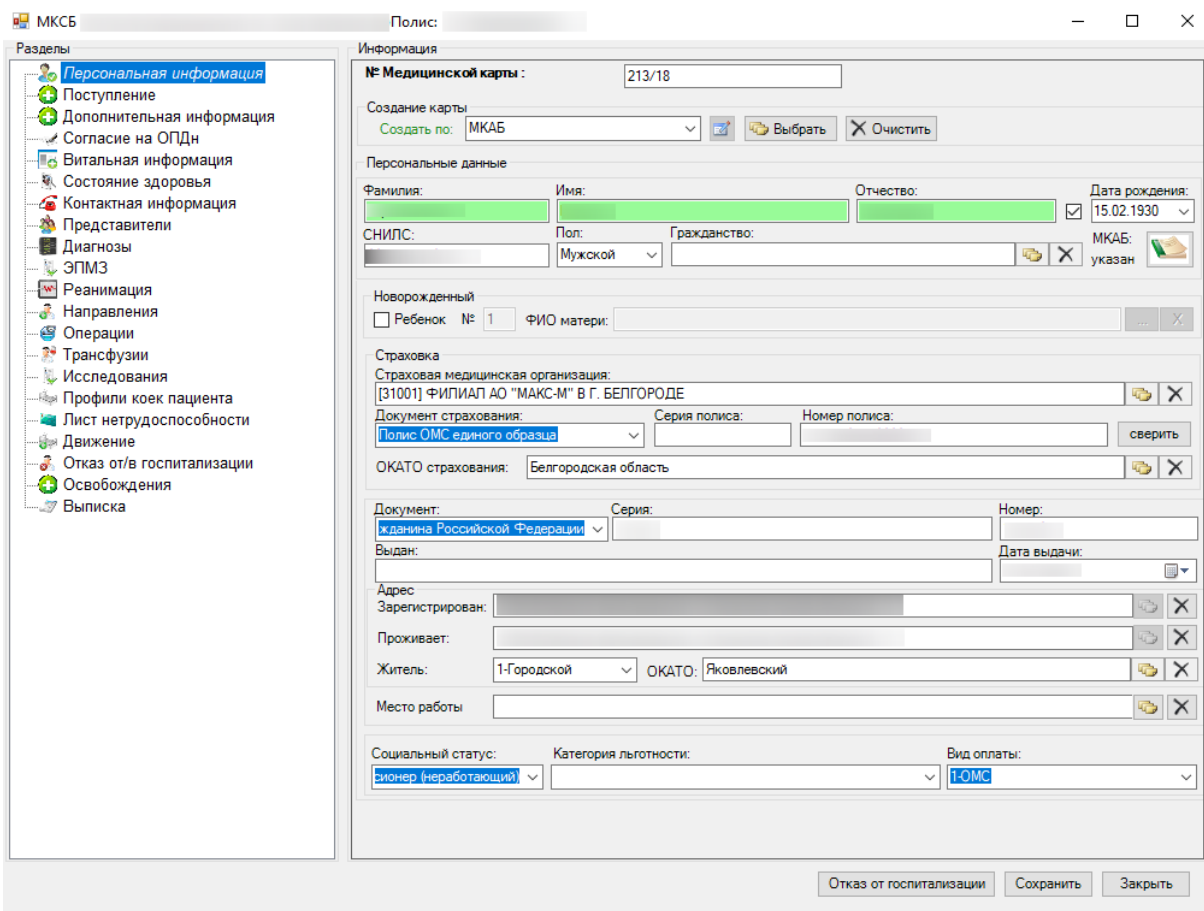 МКСБ Полис:
Разделы
Персональная информация
Поступление
Дополнительная информация
Согласие на ОПДн
Витальная информация
Состояние здоровья
Контактная информация
Представители
Диагнозы
ЭПМЗ
Реанимация
Направления
Операции
Трансфузии
Исследования
Профили коек пациента
Лист нетрудоспособности
Движение
Отказ от/в госпитализации
Освобождения
Выписка
Информация
№ Медицинской карты : 213/18
Создание карты
Создать по: МКАБ Выбрать Очистить
Персональные данные
Фамилия: Имя: Отчество: Дата рождения:
15.02.1930
СНИЛС: Пол: Гражданство: МКАБ:
Мужской указан
Новорожденный
Ребенок № 1 ФИО матери: ... X
Страховка
Страховая медицинская организация:
[31001] ФИЛИАЛ АО "МАКС-М" В Г. БЕЛГОРОДЕ
Документ страхования: Серия полиса: Номер полиса:
Полис ОМС единого образца сверить
ОКАТО страхования: Белгородская область
Документ: Серия: Номер:
жданина Российской Федерации
Выдан: Дата выдачи:
Адрес
Зарегистрирован:
Проживает:
Житель: 1-Городской ОКАТО: Яковлевский
Место работы
Социальный статус: Категория льготности: Вид оплаты:
сионер (неработающий) 1-ОМС
Отказ от госпитализации Сохранить Закрыть